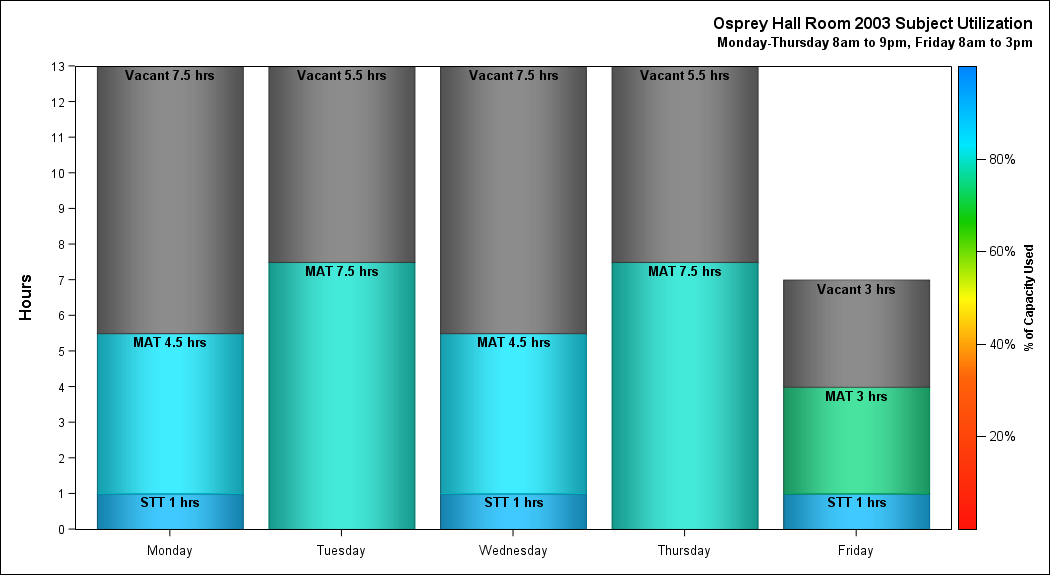 Osprey Hall Room 2003 Subject Utilization
Monday-Thursday 8am to 9pm, Friday 8am to 3pm
Hours
13
12
11
10
9
8
7
6
5
4
3
2
1
0
Vacant 7.5 hrs
MAT 4.5 hrs
STT 1 hrs
Vacant 5.5 hrs
MAT 7.5 hrs
Vacant 7.5 hrs
MAT 4.5 hrs
STT 1 hrs
Vacant 5.5 hrs
MAT 7.5 hrs
Vacant 3 hrs
MAT 3 hrs
STT 1 hrs
Monday
Tuesday
Wednesday
Thursday
Friday
80%
60%
40%
20%
% of Capacity Used